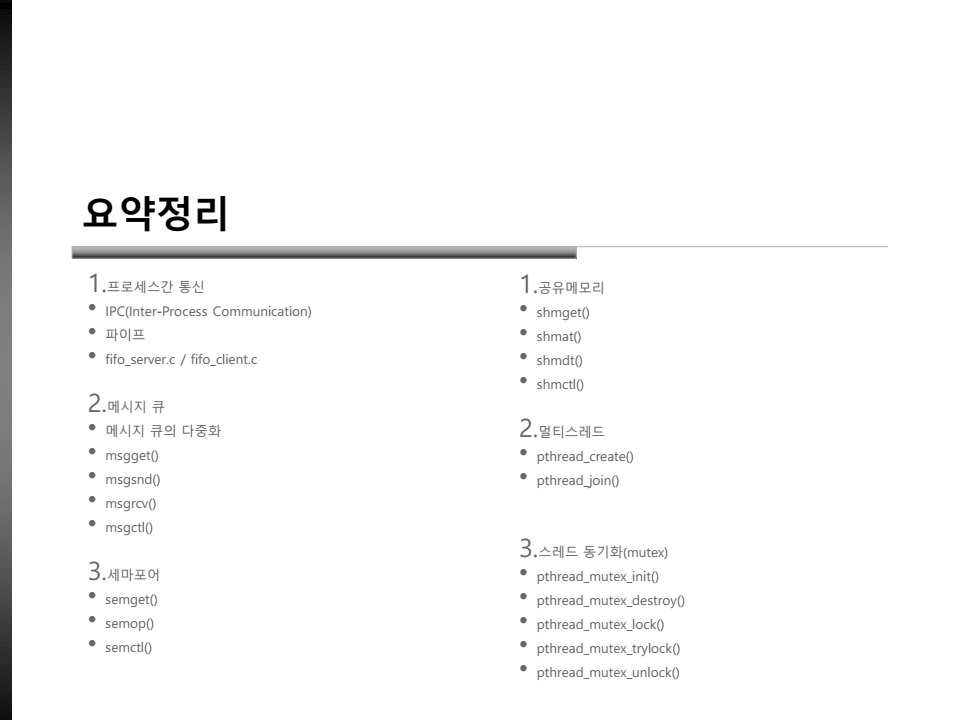 요약정리
1.프로세스간 통신
• IPC(Inter-Process Communication)
• 파이프
• fifo_server.c / fifo_client.c
2.메시지 큐
• 메시지 큐의 다중화
• msgget()
• msgsnd()
• msgrcv()
• msgctl()
3.세마포어
• semget()
• semop()
• semctl()
1.공유메모리
• shmget()
• shmat()
• shmdt()
• shmctl()
2.멀티스레드
• pthread_create()
• pthread_join()
3.스레드 동기화(mutex)
• pthread_mutex_init()
• pthread_mutex_destroy()
• pthread_mutex_lock()
• pthread_mutex_trylock()
• pthread_mutex_unlock()